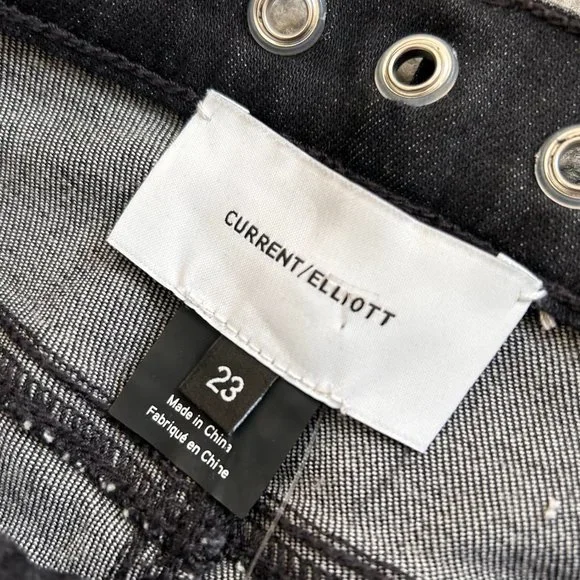 CURRENT/ELLIOTT
23
Made in China
Fabriqué en Chine